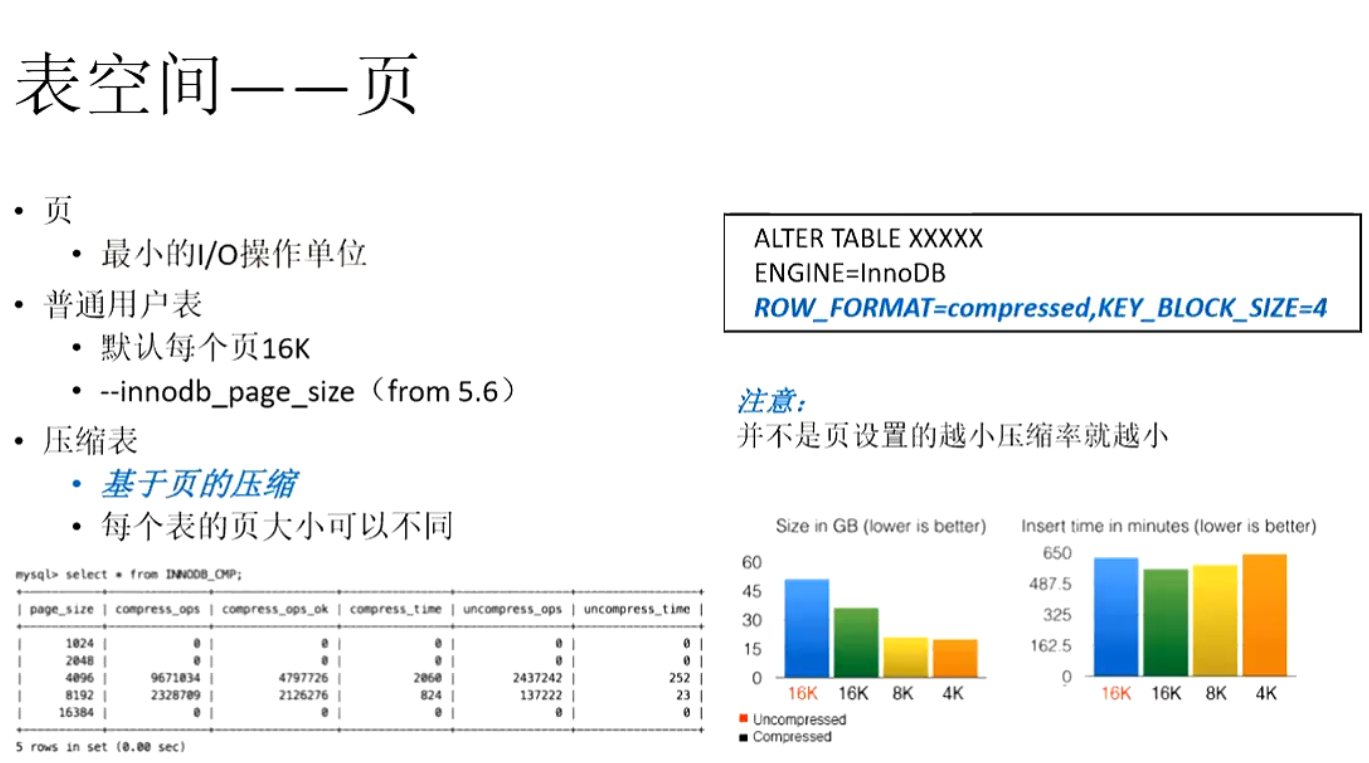 表空间——页
• 页
• 最小的I/O操作单位
• 普通用户表
• 默认每个页16K
• --innodb_page_size（from 5.6）
• 压缩表
• 基于页的压缩
• 每个表的页大小可以不同
mysql> select * from INNODB_CMP;
| page_size | compress_ops | compress_ops_ok | compress_time | uncompress_ops | uncompress_time |
| 1024 | 0 | 0 | 0 | 0 | 0 |
| 2048 | 0 | 0 | 0 | 0 | 0 |
| 4096 | 9671034 | 4797726 | 2060 | 2437242 | 252 |
| 8192 | 2328709 | 2126276 | 824 | 137222 | 23 |
| 16384 | 0 | 0 | 0 | 0 | 0 |
5 rows in set (0.00 sec)
ALTER TABLE XXXXX
ENGINE=InnoDB
ROW_FORMAT=compressed,KEY_BLOCK_SIZE=4
注意：
并不是页设置的越小压缩率就越小
Size in GB (lower is better)
60
45
30
15
0
16K 16K 8K 4K
Uncompressed
Compressed
Insert time in minutes (lower is better)
650
487.5
325
162.5
0
16K 16K 8K 4K